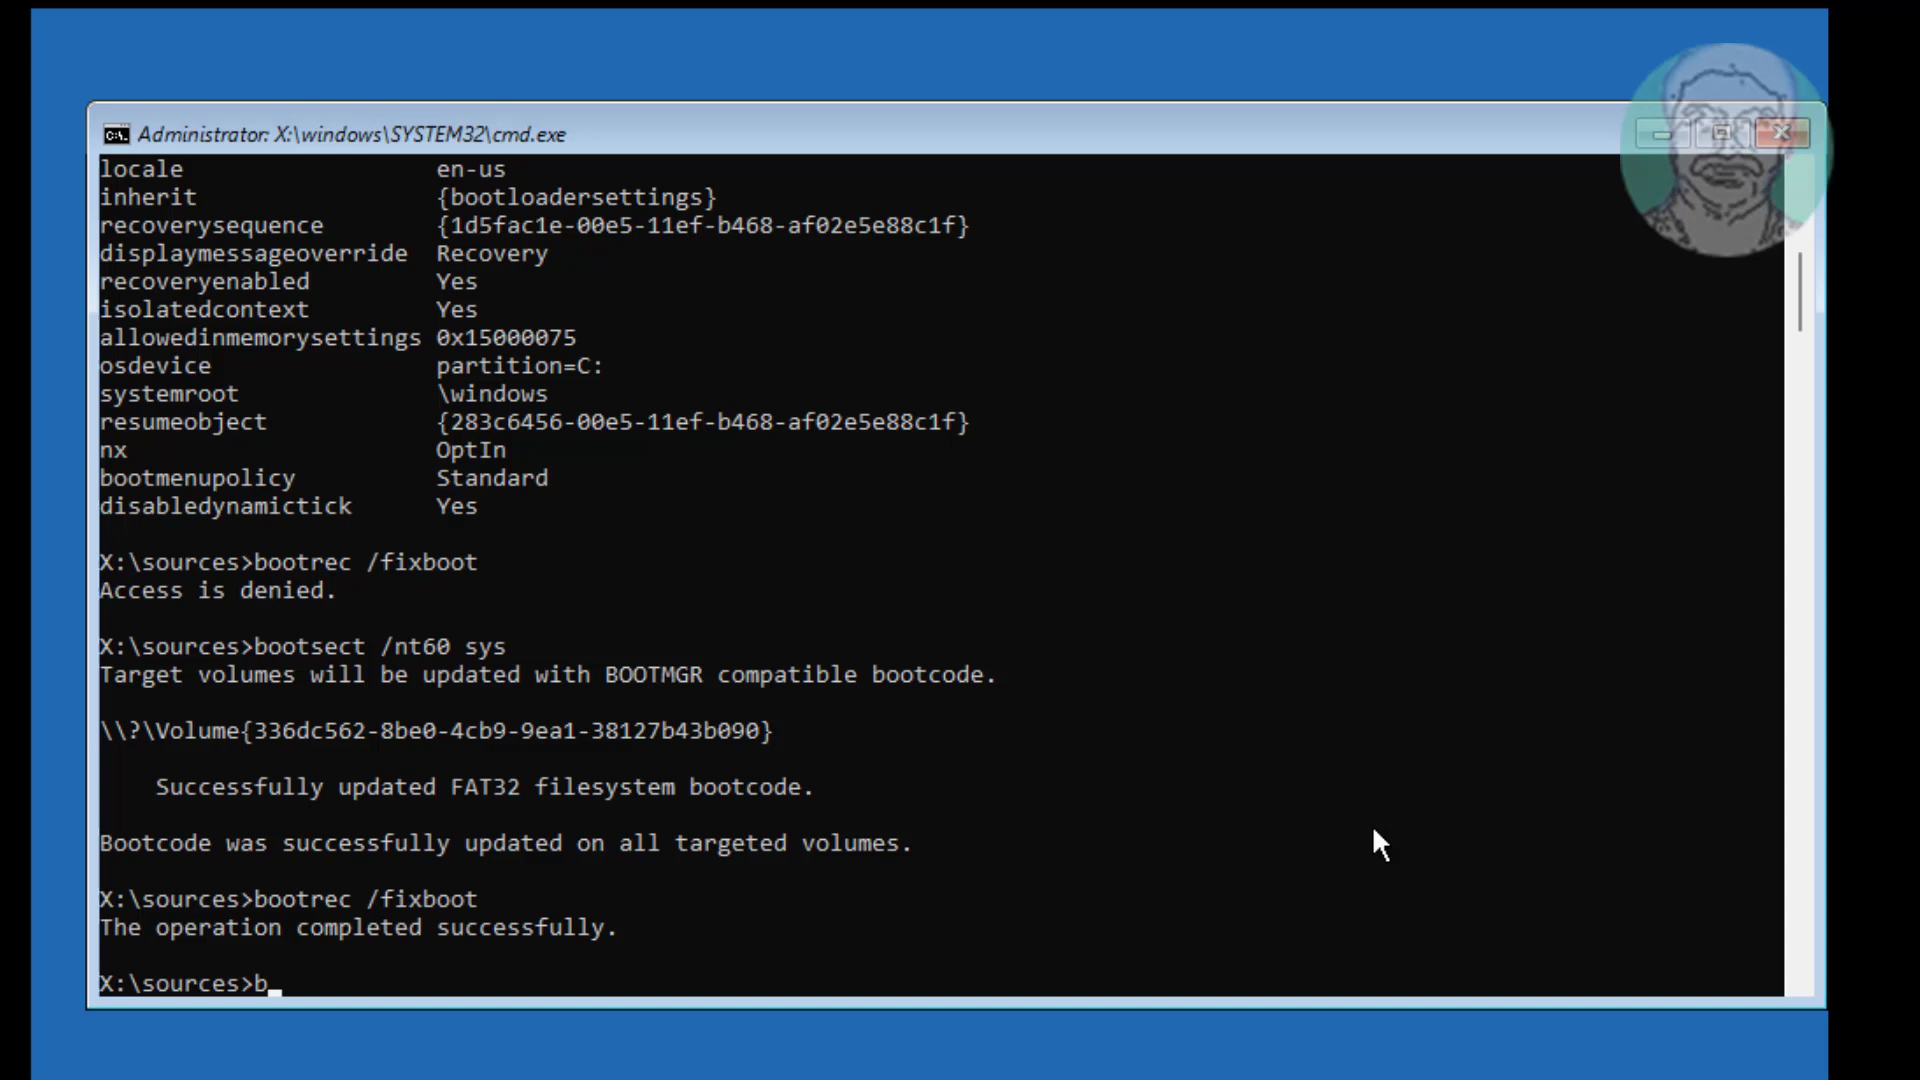 Administrator: X:\windows\SYSTEM32\cmd.exe
locale en-us
inherit {bootloadersettings}
recoverysequence {1d5fac1e-00e5-11ef-b468-af02e5e88c1f}
displaymessageoverride Recovery
recoveryenabled Yes
isolatedcontext Yes
allowedinmemorysettings 0x15000075
osdevice partition=C:
systemroot \windows
resumeobject {283c6456-00e5-11ef-b468-af02e5e88c1f}
nx OptIn
bootmenupolicy Standard
disabledynamictick Yes
X:\sources>bootrec /fixboot
Access is denied.
X:\sources>bootsect /nt60 sys
Target volumes will be updated with BOOTMGR compatible bootcode.
\\?\Volume{336dc562-8be0-4cb9-9ea1-38127b43b090}
Successfully updated FAT32 filesystem bootcode.
Bootcode was successfully updated on all targeted volumes.
X:\sources>bootrec /fixboot
The operation completed successfully.
X:\sources>b